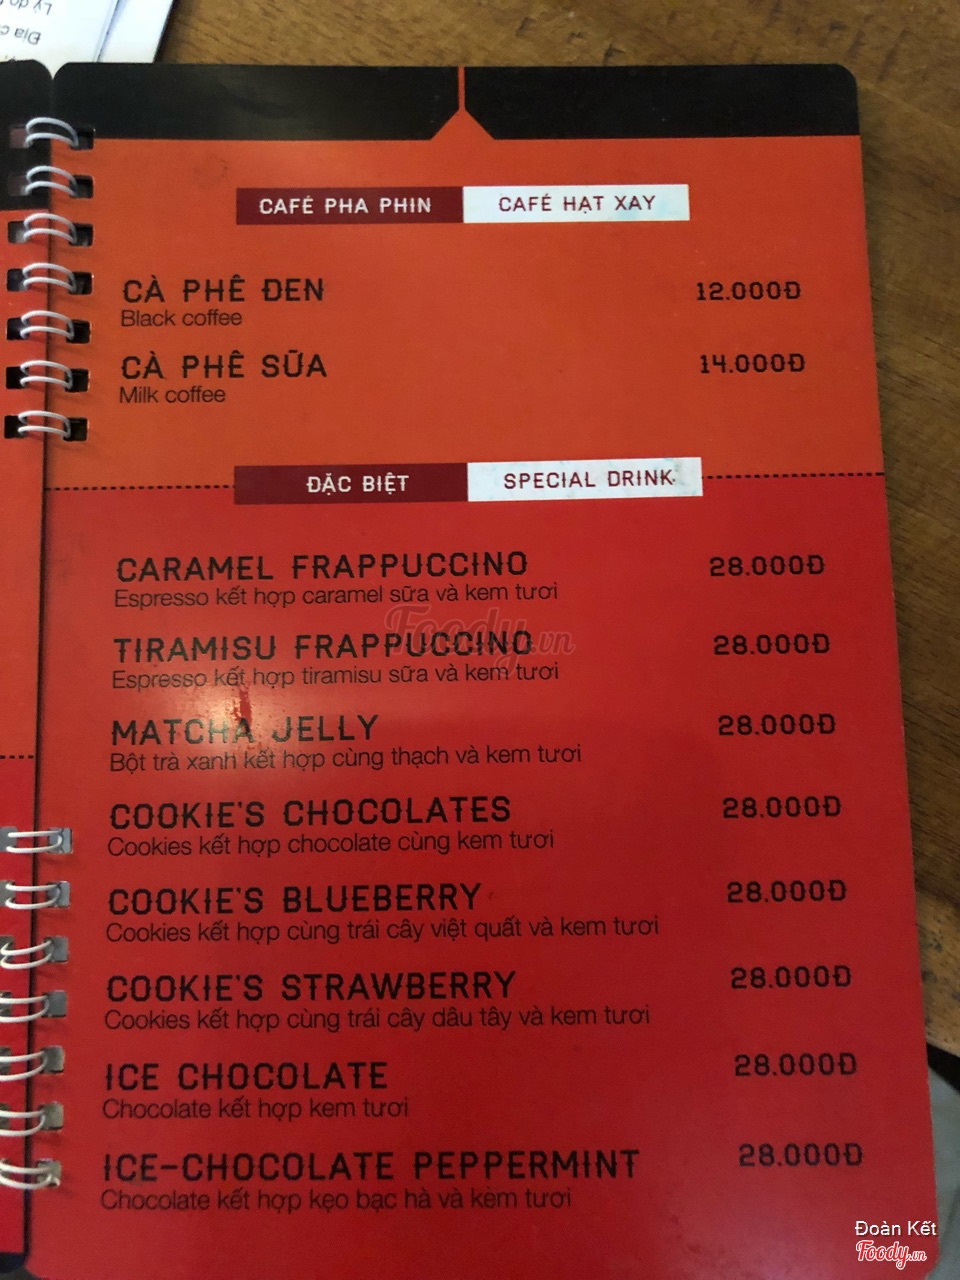 CAFÉ PHA PHIN CAFÉ HẠT XAY
CÀ PHÊ ĐEN 12.000Đ
Black coffee
CÀ PHÊ SỮA 14.000Đ
Milk coffee
ĐẶC BIỆT SPECIAL DRINK
CARAMEL FRAPPUCCINO 28.000Đ
Espresso kết hợp caramel sữa và kem tươi
TIRAMISU FRAPPUCCINO 28.000Đ
Foody.vn
Espresso kết hợp tiramisu sữa và kem tươi
MATCHA JELLY 28.000Đ
Bột trà xanh kết hợp cùng thạch và kem tươi
COOKIE'S CHOCOLATES 28.000Đ
Cookies kết hợp chocolate cùng kem tươi
COOKIE'S BLUEBERRY 28.000Đ
Cookies kết hợp cùng trái cây việt quất và kem tươi
COOKIE'S STRAWBERRY 28.000Đ
Cookies kết hợp cùng trái cây dâu tây và kem tươi
ICE CHOCOLATE 28.000Đ
Chocolate kết hợp kem tươi
ICE-CHOCOLATE PEPPERMINT 28.000Đ
Chocolate kết hợp kẹo bạc hà và kem tươi
Đoàn Kết
Foody.vn